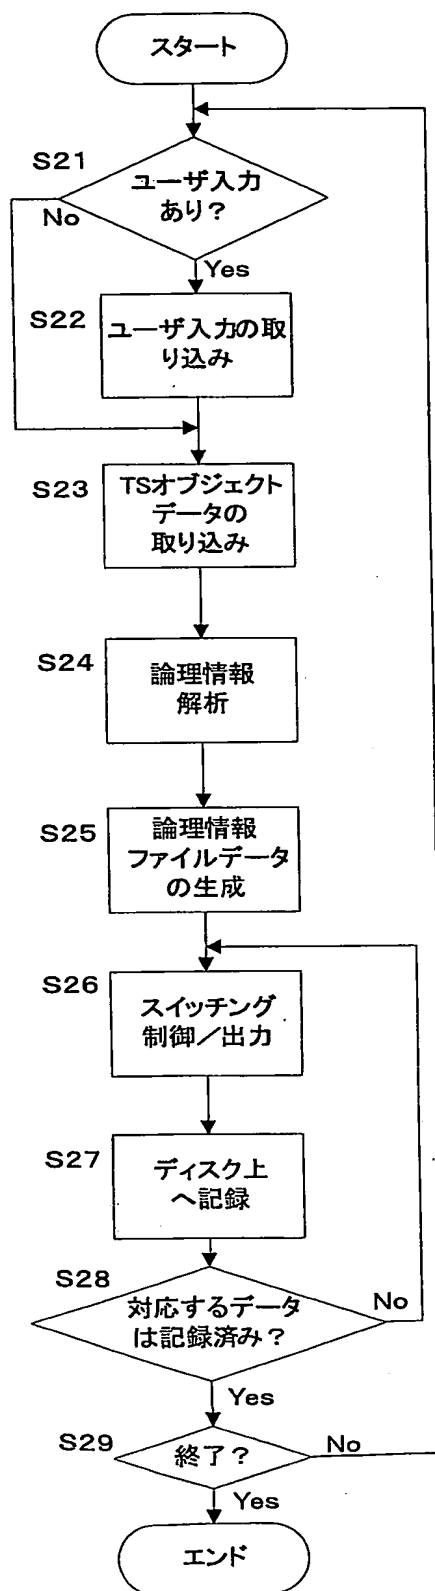 スタート
S21
ユーザ入力
あり？
No
Yes
S22
ユーザ入力の取
り込み
S23
TSオブジェクト
データの
取り込み
S24
論理情報
解析
S25
論理情報
ファイルデータ
の生成
S26
スイッチング
制御／出力
S27
ディスク上
へ記録
S28
対応するデータ
は記録済み？
No
Yes
S29
終了？
No
Yes
エンド